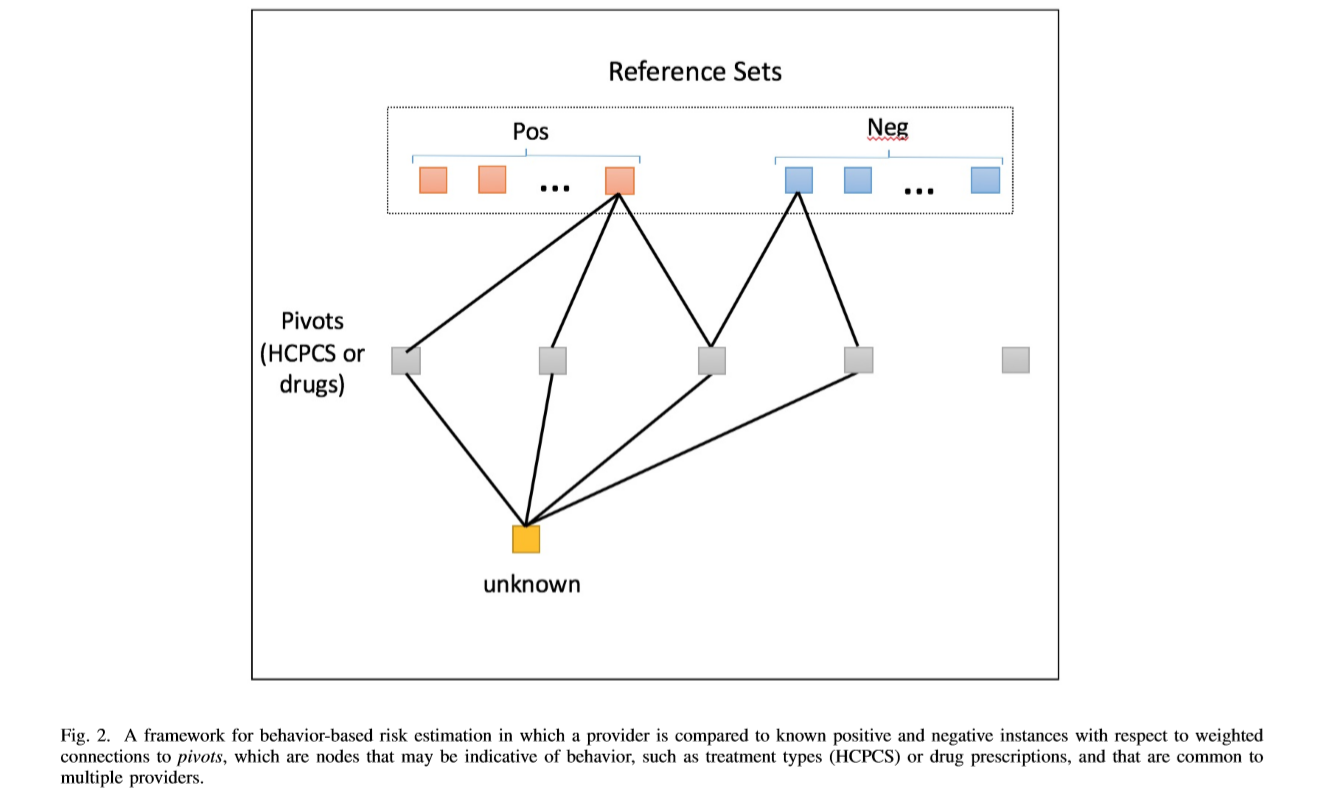 Reference Sets
Pos
Neg
...
...
Pivots
(HCPCS or
drugs)
unknown
Fig. 2. A framework for behavior-based risk estimation in which a provider is compared to known positive and negative instances with respect to weighted
connections to pivots, which are nodes that may be indicative of behavior, such as treatment types (HCPCS) or drug prescriptions, and that are common to
multiple providers.